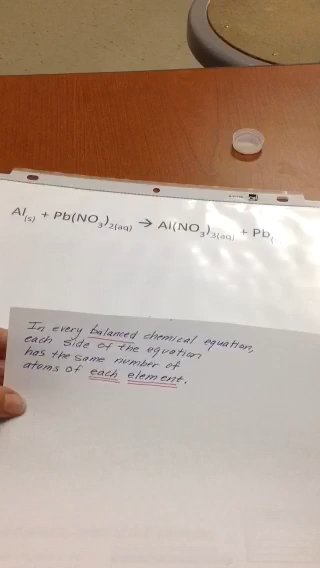 Al(s) + Pb(NO3)2(aq) → Al(NO3)3(aq) + Pb(
In every balanced chemical equation,
each side of the equation
has the same number of
atoms of each element.